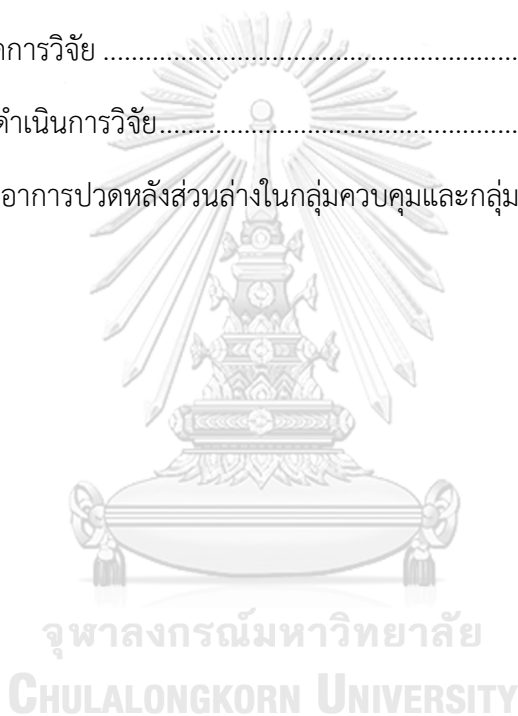 การวิจัย ........................................................
ดำเนินการวิจัย................................................
อาการปวดหลังส่วนล่างในกลุ่มควบคุมและกลุ่ม
จุฬาลงกรณ์มหาวิทยาลัย
CHULALONGKORN UNIVERSITY